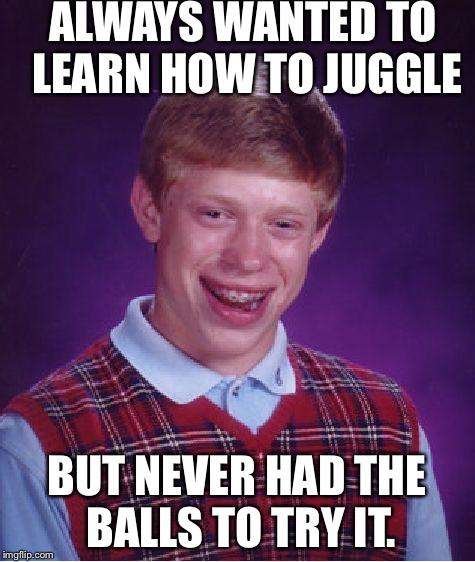 ALWAYS WANTED TO
LEARN HOW TO JUGGLE
BUT NEVER HAD THE
BALLS TO TRY IT.
imgflip.com